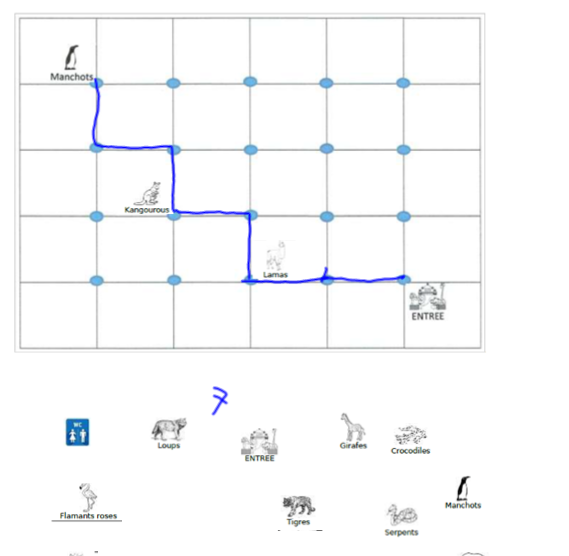 Manchots
Kangourous
Lamas
ENTREE
7
WC
Loups
ENTREE
Girafes
Crocodiles
Flamants roses
Tigres
Serpents
Manchots